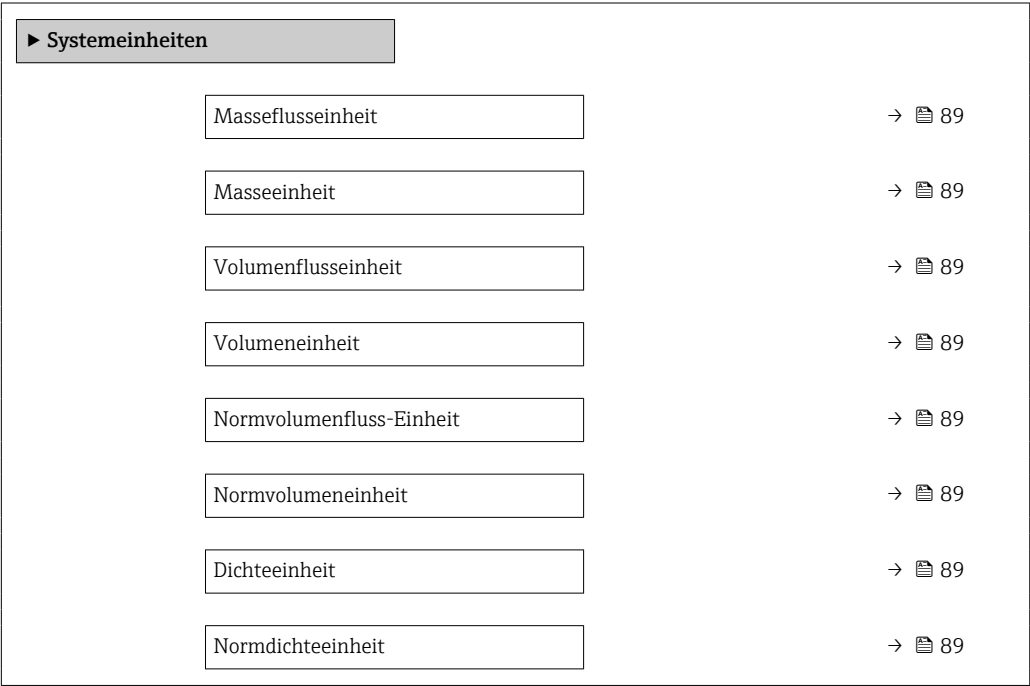 ▶ Systemeinheiten
Masseflusseinheit → 89
Masseeinheit → 89
Volumenflusseinheit → 89
Volumeneinheit → 89
Normvolumenfluss-Einheit → 89
Normvolumeneinheit → 89
Dichteeinheit → 89
Normdichteeinheit → 89